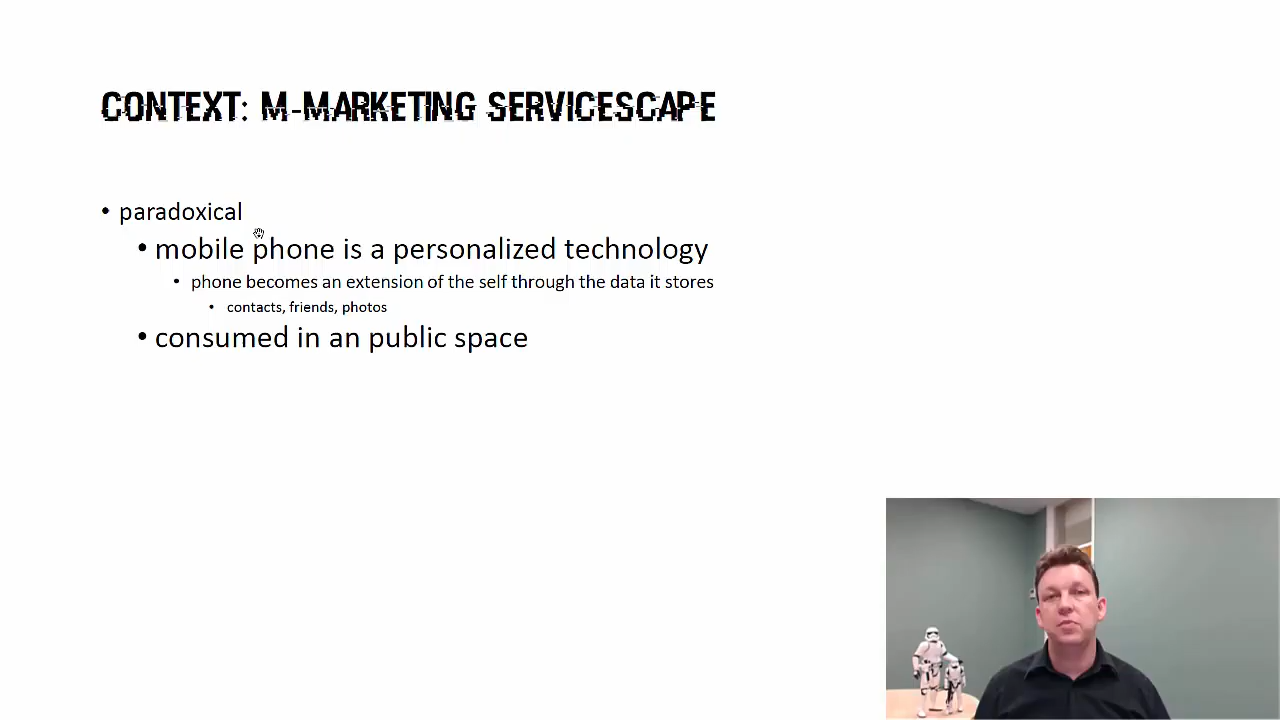 CONTEXT: M-MARKETING SERVICESCAPE
• paradoxical
• mobile phone is a personalized technology
• phone becomes an extension of the self through the data it stores
• contacts, friends, photos
• consumed in an public space